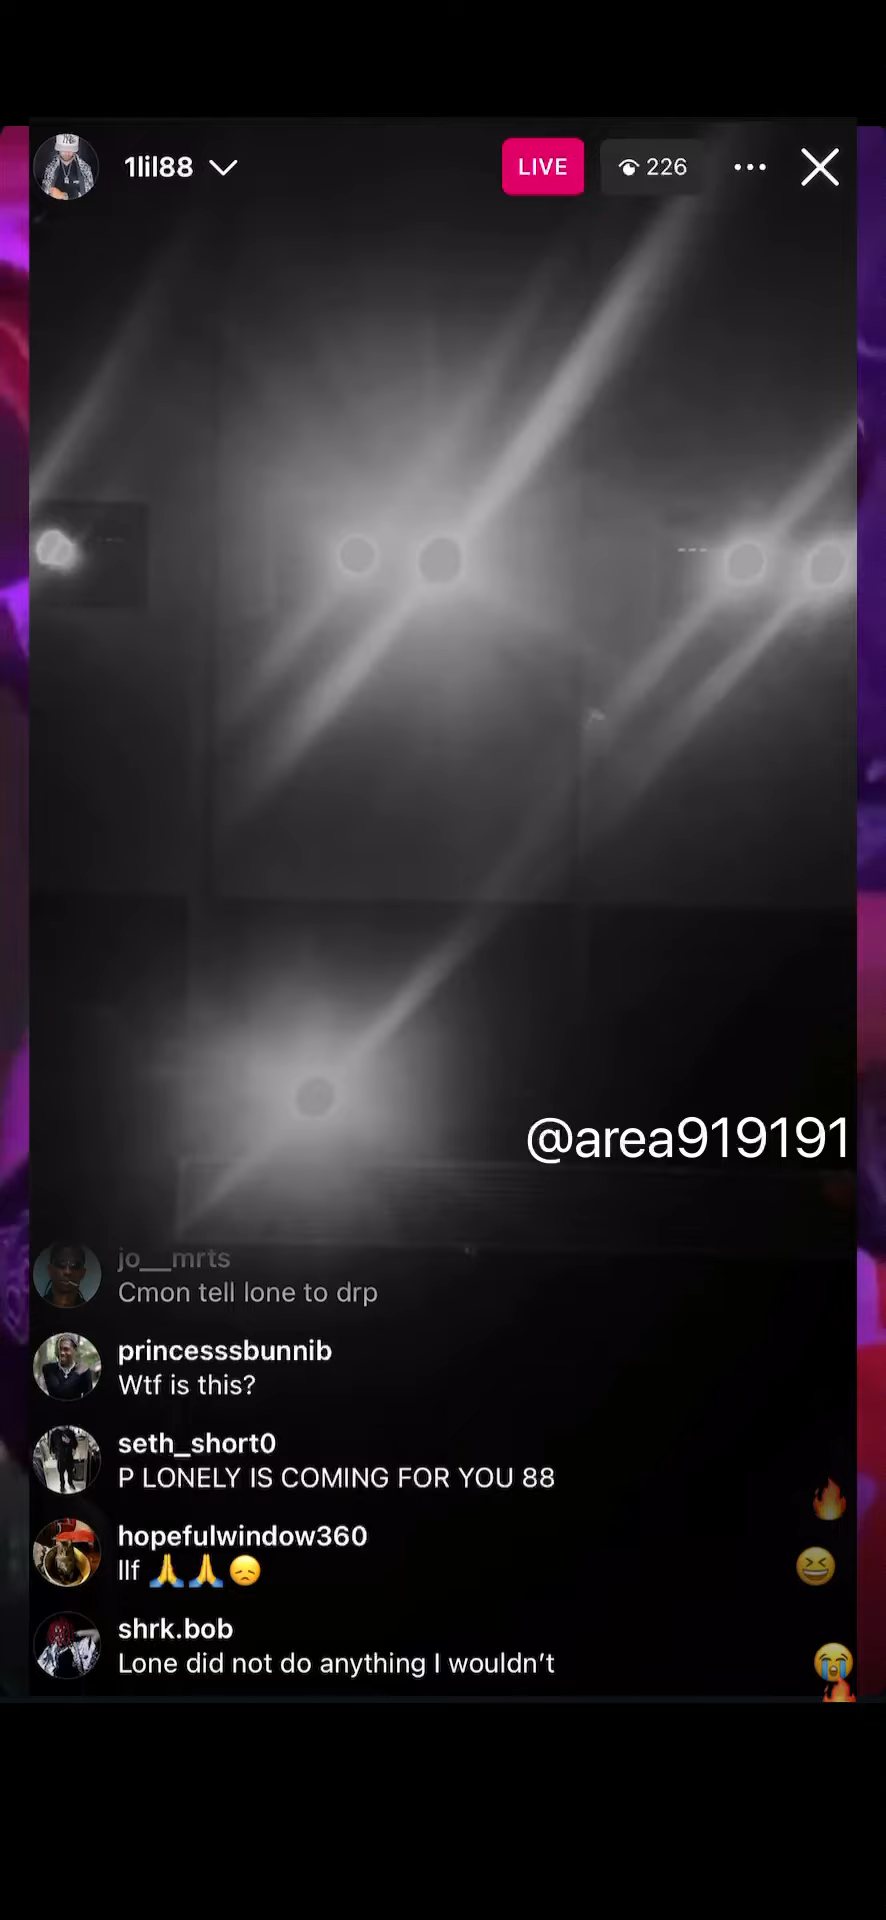 1lil88
LIVE
226
@area919191
jo__mrts
Cmon tell lone to drp
princesssbunnib
Wtf is this?
seth_short0
P LONELY IS COMING FOR YOU 88
hopefulwindow360
llf 🙏🙏😞
shrk.bob
Lone did not do anything I wouldn’t